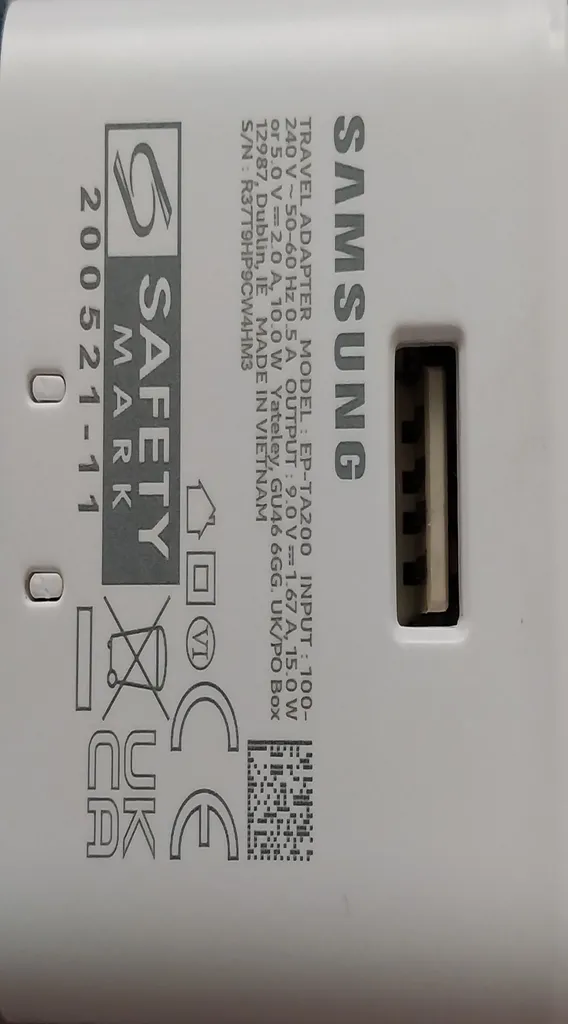 SAMSUNG
TRAVEL ADAPTER MODEL : EP-TA200 INPUT : 100-
240 V ~ 50-60 Hz 0.5 A OUTPUT : 9.0 V ⎓ 1.67 A, 15.0 W
or 5.0 V ⎓ 2.0 A, 10.0 W Yateley, GU46 6GG. UK/PO Box
12987, Dublin, IE MADE IN VIETNAM
S/N : R37T9HP9CW4HM3
VI
CE
SAFETY
MARK
200521-11
UK
CA